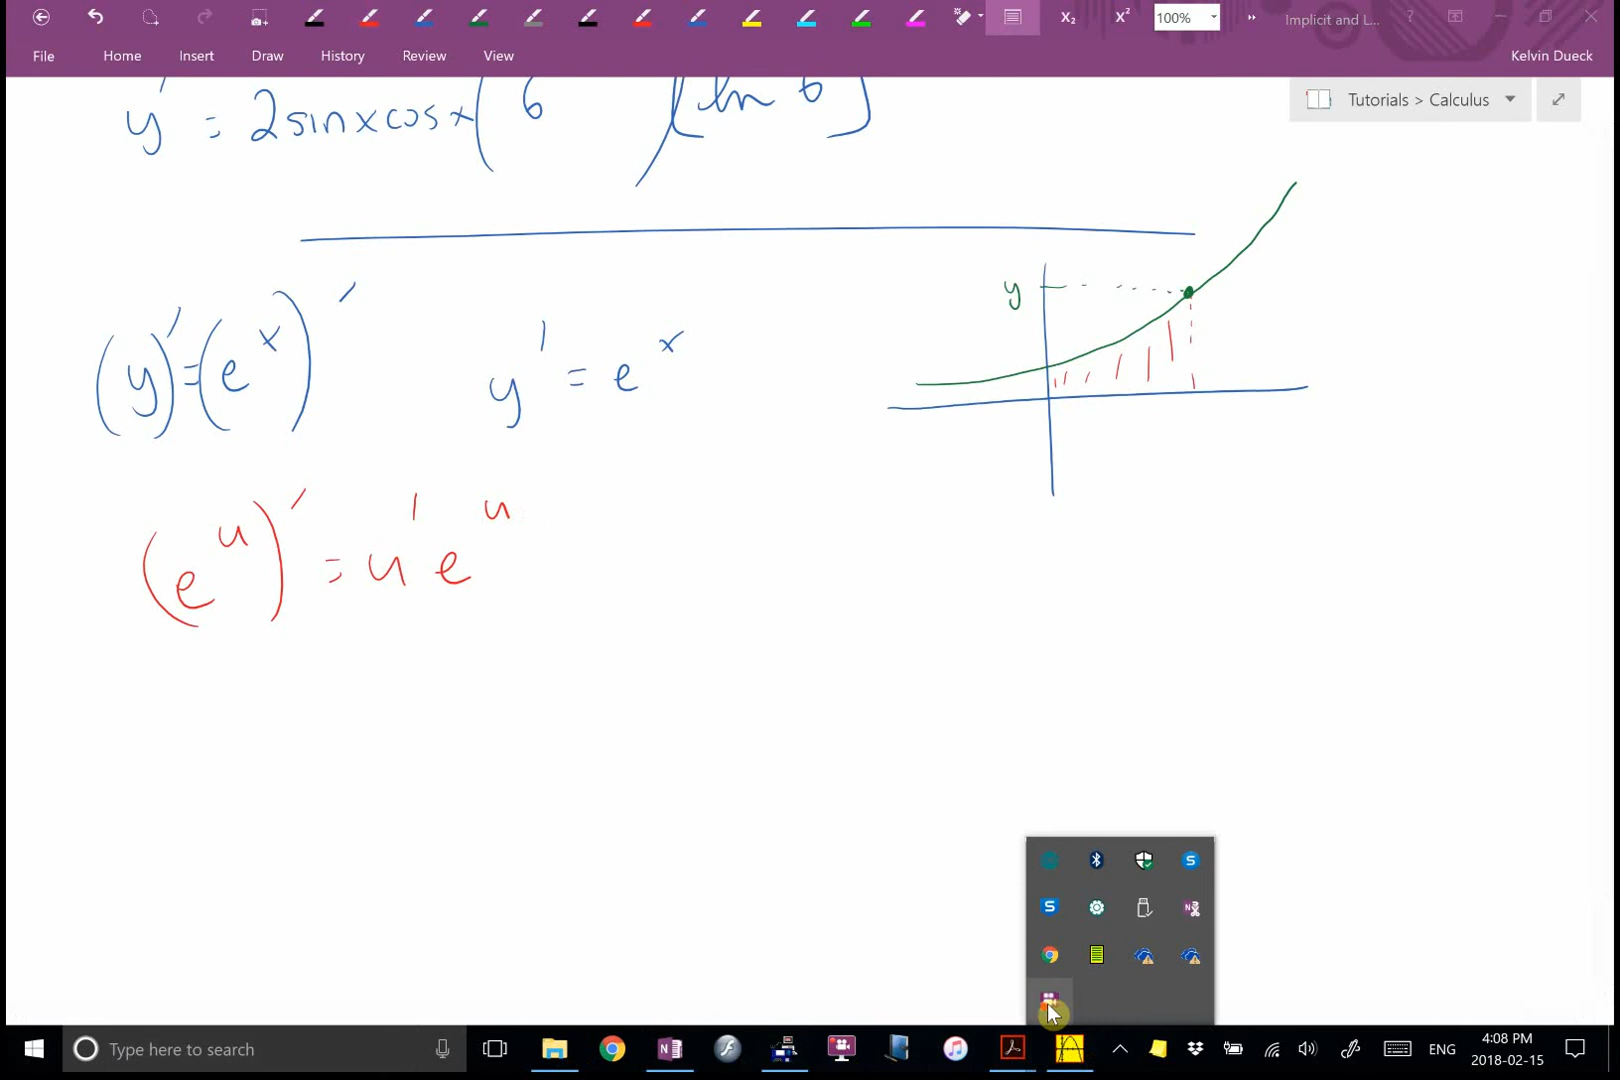 100%
Implicit and L...
File Home Insert Draw History Review View
Kelvin Dueck
Tutorials > Calculus
y' = 2sinxcosx(6 ) [ln 6]
(y)' = (e^x)' y' = e^x
y
(e^u)' = u'e^u
Type here to search
ENG
4:08 PM
2018-02-15